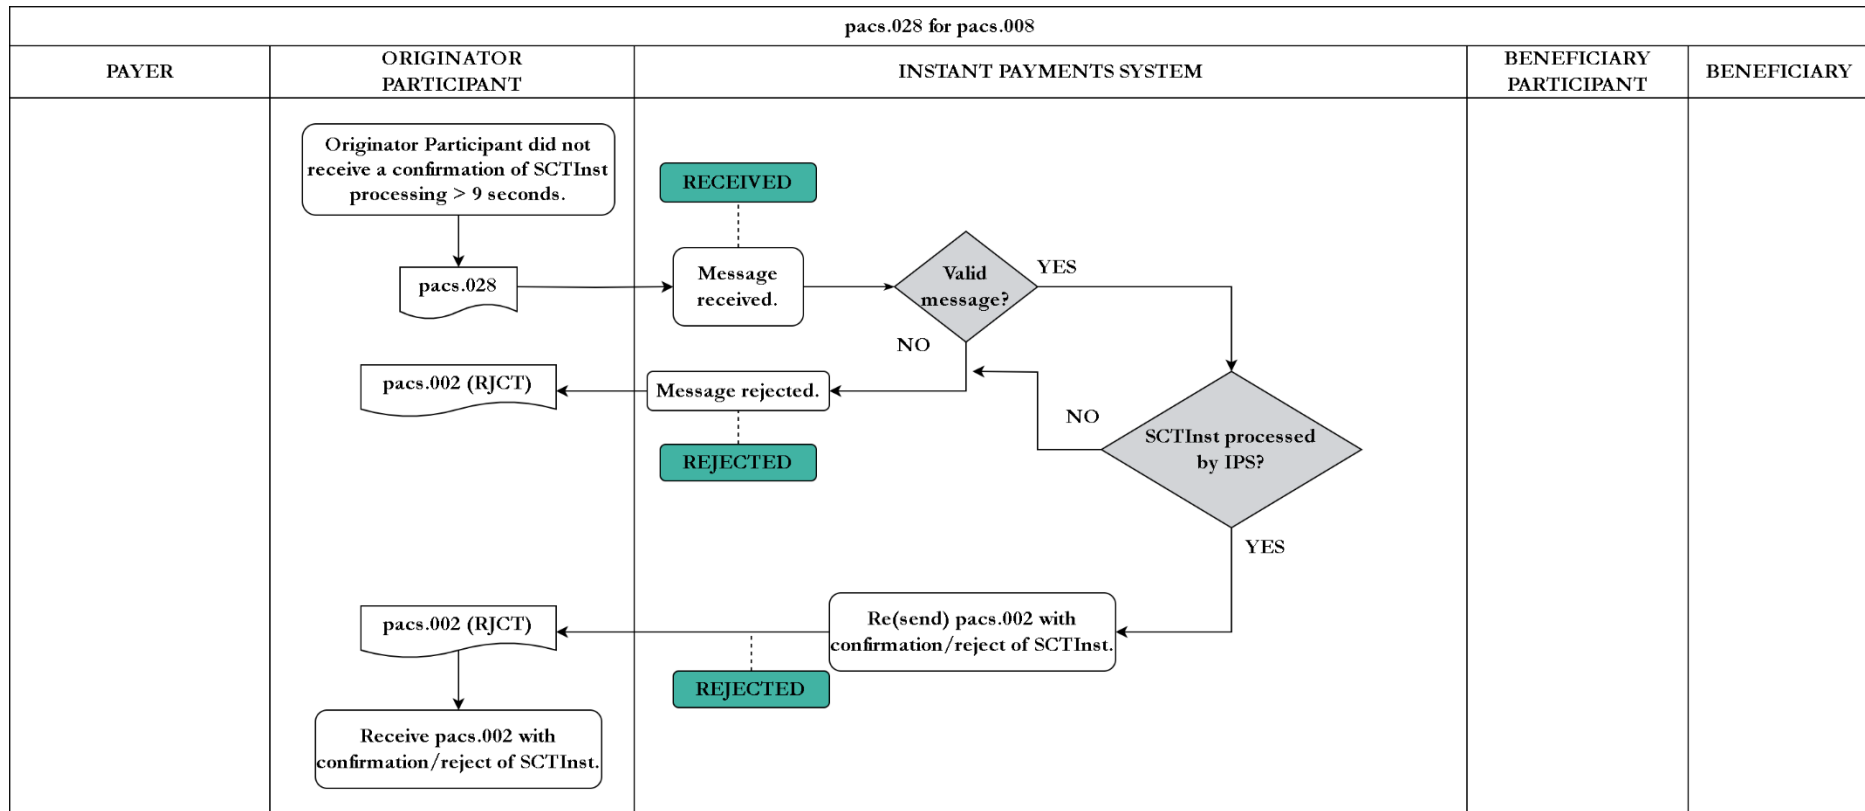 pacs.028 for pacs.008
PAYER
ORIGINATOR
PARTICIPANT
INSTANT PAYMENTS SYSTEM
BENEFICIARY
PARTICIPANT
BENEFICIARY
Originator Participant did not
receive a confirmation of SCTInst
processing > 9 seconds.
RECEIVED
pacs.028
Message
received.
Valid
message?
YES
NO
pacs.002 (RJCT)
Message rejected.
REJECTED
NO
SCTInst processed
by IPS?
YES
pacs.002 (RJCT)
Re(send) pacs.002 with
confirmation/reject of SCTInst.
REJECTED
Receive pacs.002 with
confirmation/reject of SCTInst.